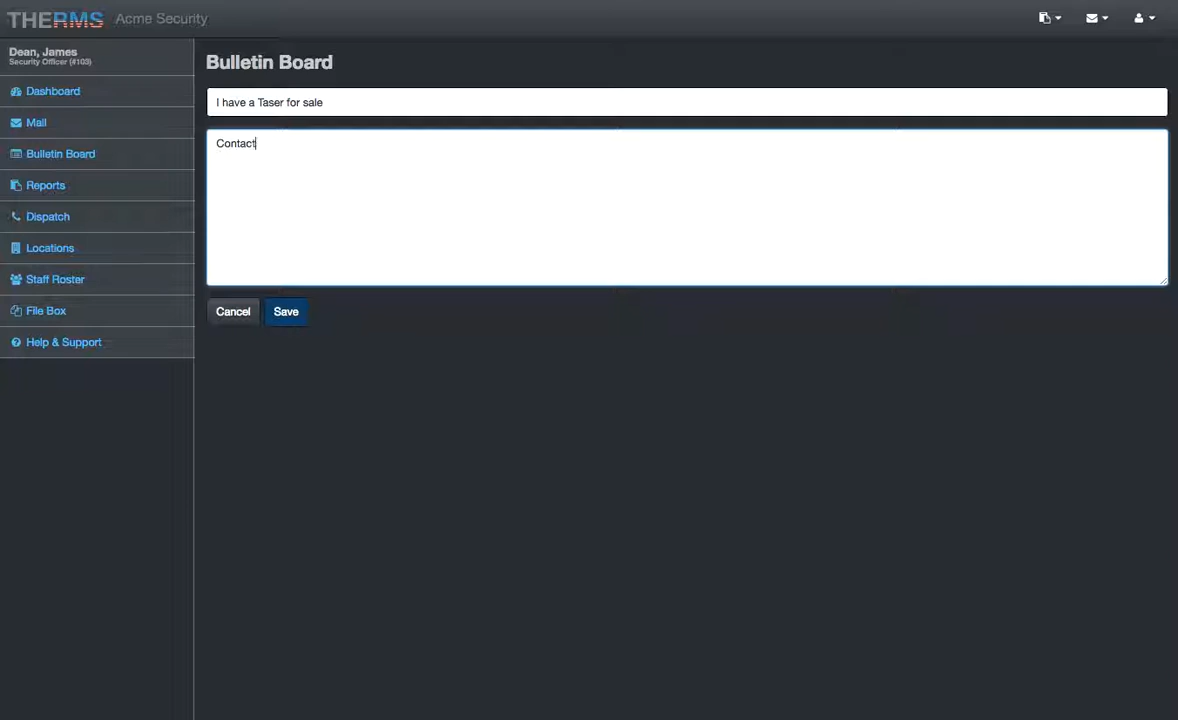 THERMS Acme Security
Dean, James
Security Officer (#103)
Dashboard
Mail
Bulletin Board
Reports
Dispatch
Locations
Staff Roster
File Box
Help & Support
Bulletin Board
I have a Taser for sale
Contact
Cancel Save